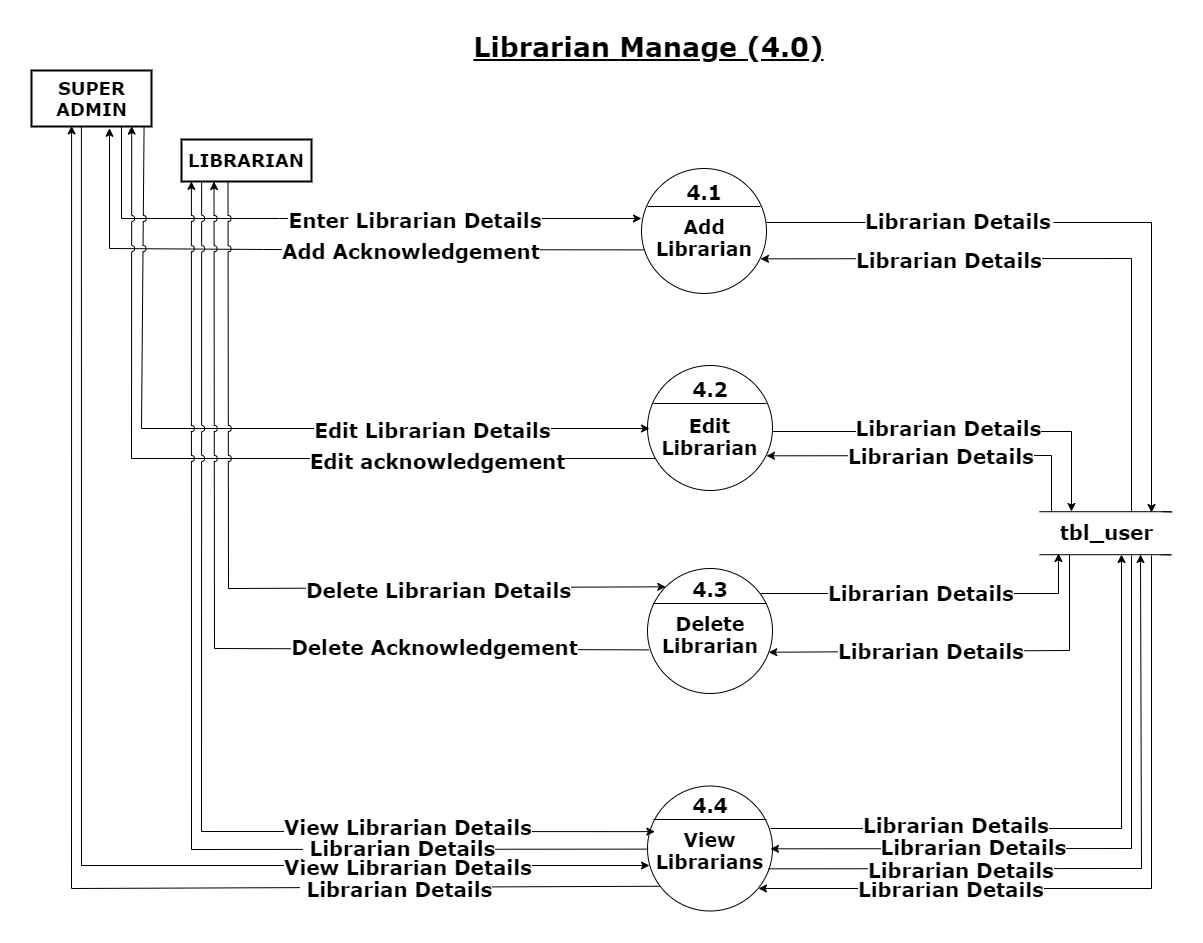 Librarian Manage (4.0)
SUPER
ADMIN
LIBRARIAN
4.1
Add
Librarian
Enter Librarian Details
Add Acknowledgement
Librarian Details
Librarian Details
4.2
Edit
Librarian
Edit Librarian Details
Edit acknowledgement
Librarian Details
Librarian Details
tbl_user
4.3
Delete
Librarian
Delete Librarian Details
Delete Acknowledgement
Librarian Details
Librarian Details
4.4
View
Librarians
View Librarian Details
Librarian Details
View Librarian Details
Librarian Details
Librarian Details
Librarian Details
Librarian Details
Librarian Details